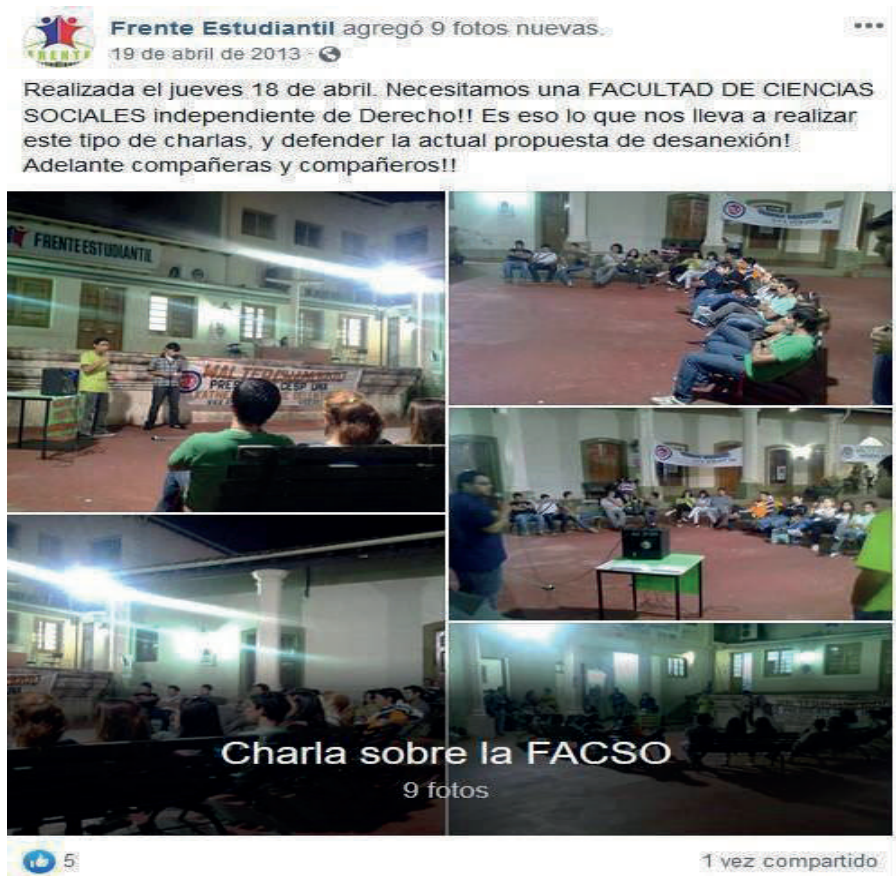 Frente Estudiantil agregó 9 fotos nuevas.
19 de abril de 2013
Realizada el jueves 18 de abril. Necesitamos una FACULTAD DE CIENCIAS
SOCIALES independiente de Derecho!! Es eso lo que nos lleva a realizar
este tipo de charlas, y defender la actual propuesta de desanexión!
Adelante compañeras y compañeros!!
FRENTE ESTUDIANTIL
Charla sobre la FACSO
9 fotos
5
1 vez compartido